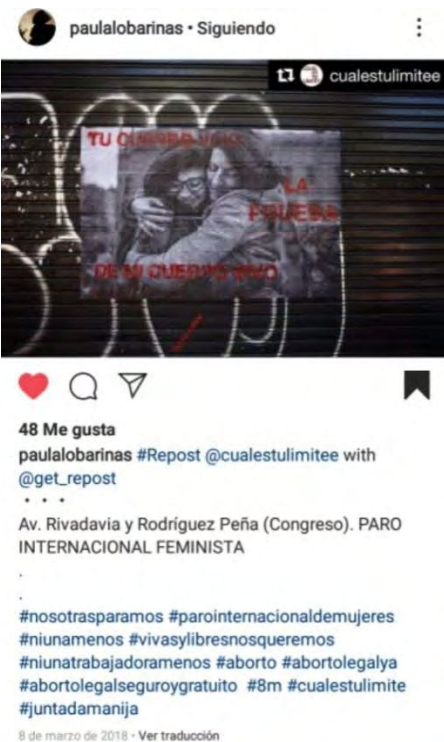 paulalobarinas • Siguiendo
cualestulimitee
TU CUERPO VIVO
LA
PRUEBA
DE MI CUERPO VIVO
48 Me gusta
paulalobarinas #Repost @cualestulimitee with
@get_repost
• • •
Av. Rivadavia y Rodríguez Peña (Congreso). PARO
INTERNACIONAL FEMINISTA
.
.
#nosotrasparamos #parointernacionaldemujeres
#niunamenos #vivasylibresnosqueremos
#niunatrabajadoramenos #aborto #abortolegalya
#abortolegalseguroygratuito #8m #cualestulimite
#juntadamanija
8 de marzo de 2018 • Ver traducción